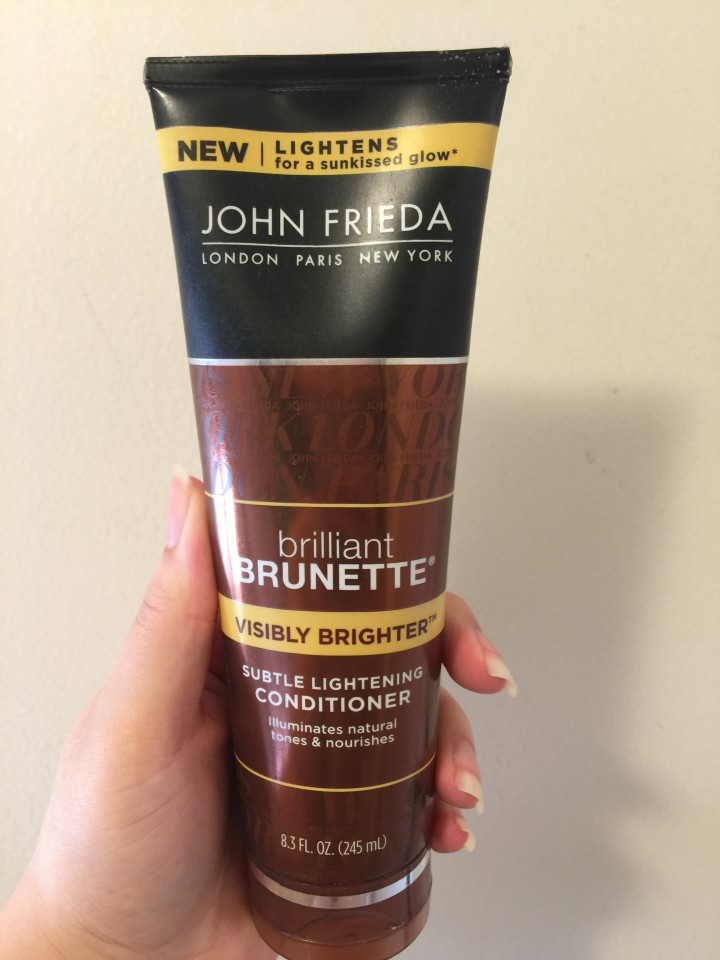 NEW | LIGHTENS
for a sunkissed glow*
JOHN FRIEDA
LONDON PARIS NEW YORK
brilliant
BRUNETTE®
VISIBLY BRIGHTER™
SUBTLE LIGHTENING
CONDITIONER
Illuminates natural
tones & nourishes
8.3 FL. OZ. (245 mL)